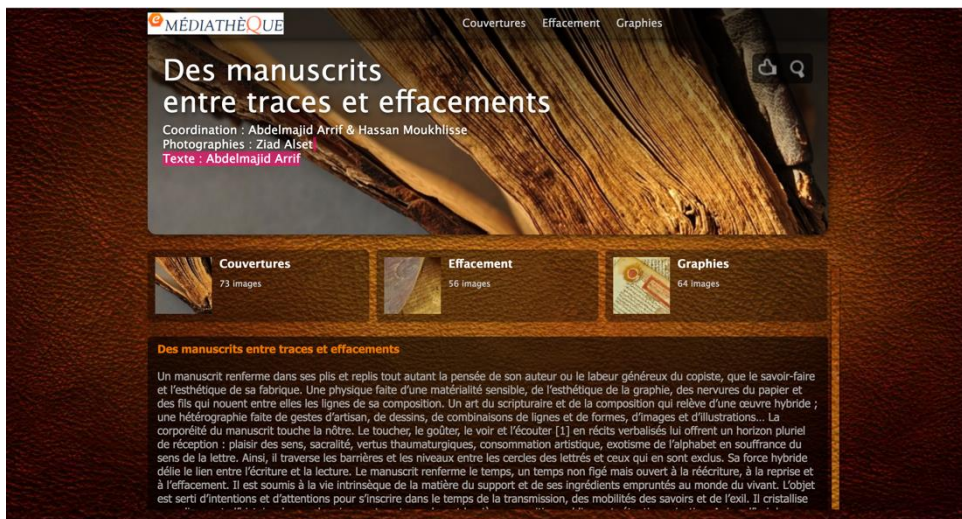 e MÉDIATHÈQUE
Couvertures Effacement Graphies
Des manuscrits
entre traces et effacements
Coordination : Abdelmajid Arrif & Hassan Moukhlisse
Photographies : Ziad Alset
Texte : Abdelmajid Arrif
Couvertures
73 images
Effacement
56 images
Graphies
64 Images
Des manuscrits entre traces et effacements
Un manuscrit renferme dans ses plis et replis tout autant la pensée de son auteur ou le labeur généreux du copiste, que le savoir-faire
et l'esthétique de sa fabrique. Une physique faite d'une matérialité sensible, de l'esthétique de la graphie, des nervures du papier et
des fils qui nouent entre elles les lignes de sa composition. Un art du scripturaire et de la composition qui relève d'une œuvre hybride ;
une hétérographie faite de gestes d'artisan, de dessins, de combinaisons de lignes et de formes, d'images et d'illustrations... La
corporéité du manuscrit touche la nôtre. Le toucher, le goûter, le voir et l'écouter [1] en récits verbalisés lui offrent un horizon pluriel
de réception : plaisir des sens, sacralité, vertus thaumaturgiques, consommation artistique, exotisme de l'alphabet en souffrance du
sens de la lettre. Ainsi, il traverse les barrières et les niveaux entre les cercles des lettrés et ceux qui en sont exclus. Sa force hybride
délie le lien entre l'écriture et la lecture. Le manuscrit renferme le temps, un temps non figé mais ouvert à la réécriture, à la reprise et
à l'effacement. Il est soumis à la vie intrinsèque de la matière du support et de ses ingrédients empruntés au monde du vivant. L'objet
est serti d'intentions et d'attentions pour s'inscrire dans le temps de la transmission, des mobilités des savoirs et de l'exil. Il cristallise